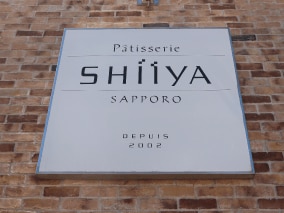 Pâtisserie
SHIIYA
SAPPORO
DEPUIS
2002